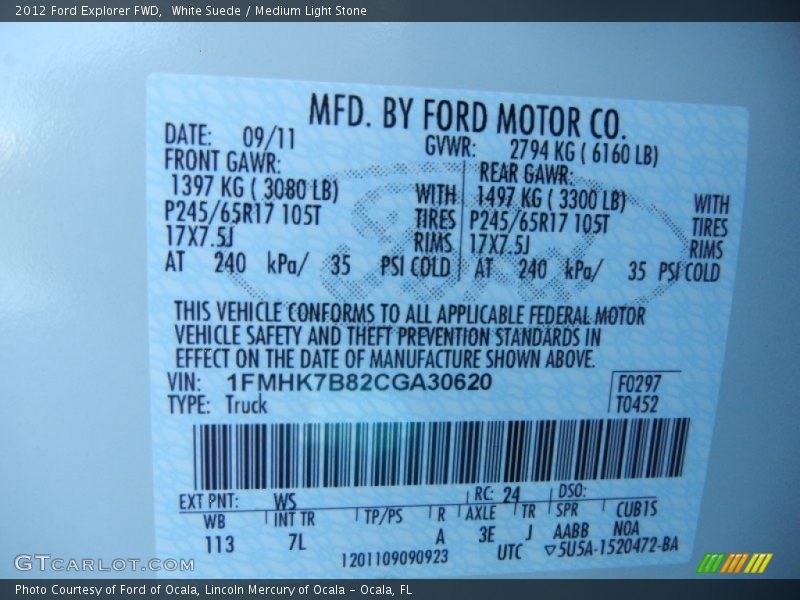 2012 Ford Explorer FWD, White Suede / Medium Light Stone
MFD. BY FORD MOTOR CO.
DATE: 09/11 GVWR: 2794 KG ( 6160 LB)
FRONT GAWR: REAR GAWR:
1397 KG ( 3080 LB) WITH 1497 KG ( 3300 LB) WITH
P245/65R17 105T TIRES P245/65R17 105T TIRES
17X7.5J RIMS 17X7.5J RIMS
AT 240 kPa/ 35 PSI COLD AT 240 kPa/ 35 PSI COLD
THIS VEHICLE CONFORMS TO ALL APPLICABLE FEDERAL MOTOR
VEHICLE SAFETY AND THEFT PREVENTION STANDARDS IN
EFFECT ON THE DATE OF MANUFACTURE SHOWN ABOVE.
VIN: 1FMHK7B82CGA30620 F0297
TYPE: Truck T0452
EXT PNT: WS RC: 24 DSO:
WB INT TR TP/PS R AXLE TR SPR CUB1S
113 7L A 3E J AABB N0A
1201109090923 UTC ▽5U5A-1520472-BA
GTCARCOLORS.COM
Photo Courtesy of Ford of Ocala, Lincoln Mercury of Ocala - Ocala, FL